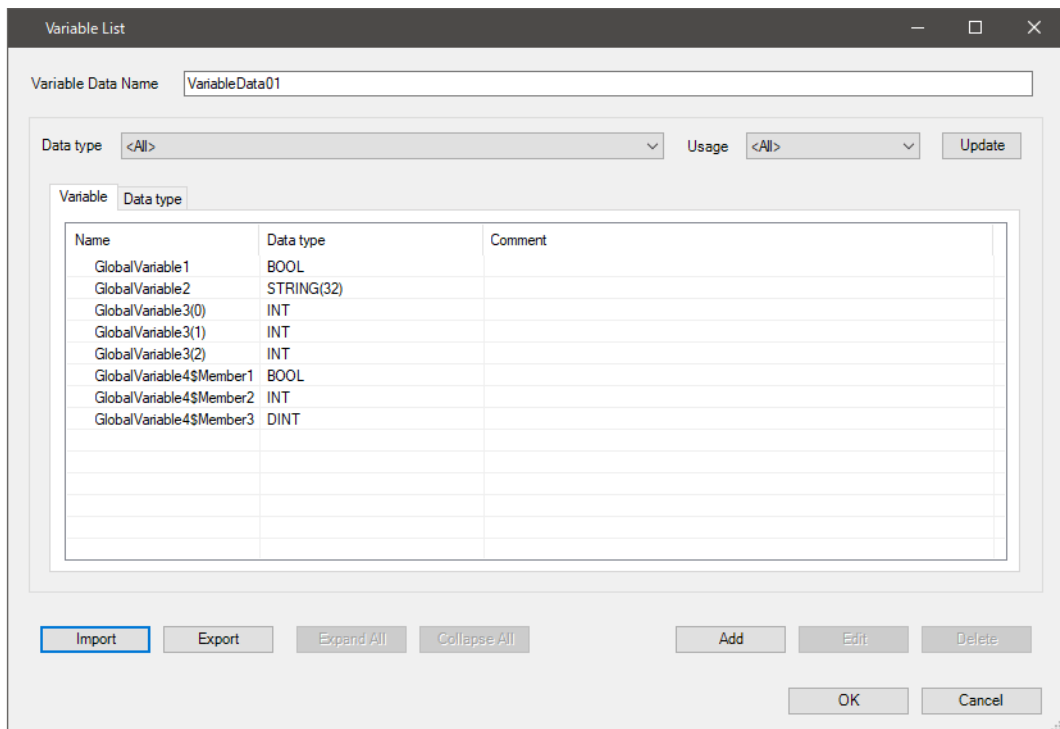 Variable List
Variable Data Name VariableData01
Data type <All> Usage <All> Update
Variable Data type
Name Data type Comment
GlobalVariable1 BOOL
GlobalVariable2 STRING(32)
GlobalVariable3(0) INT
GlobalVariable3(1) INT
GlobalVariable3(2) INT
GlobalVariable4$Member1 BOOL
GlobalVariable4$Member2 INT
GlobalVariable4$Member3 DINT
Import Export Expand All Collapse All Add Edit Delete
OK Cancel